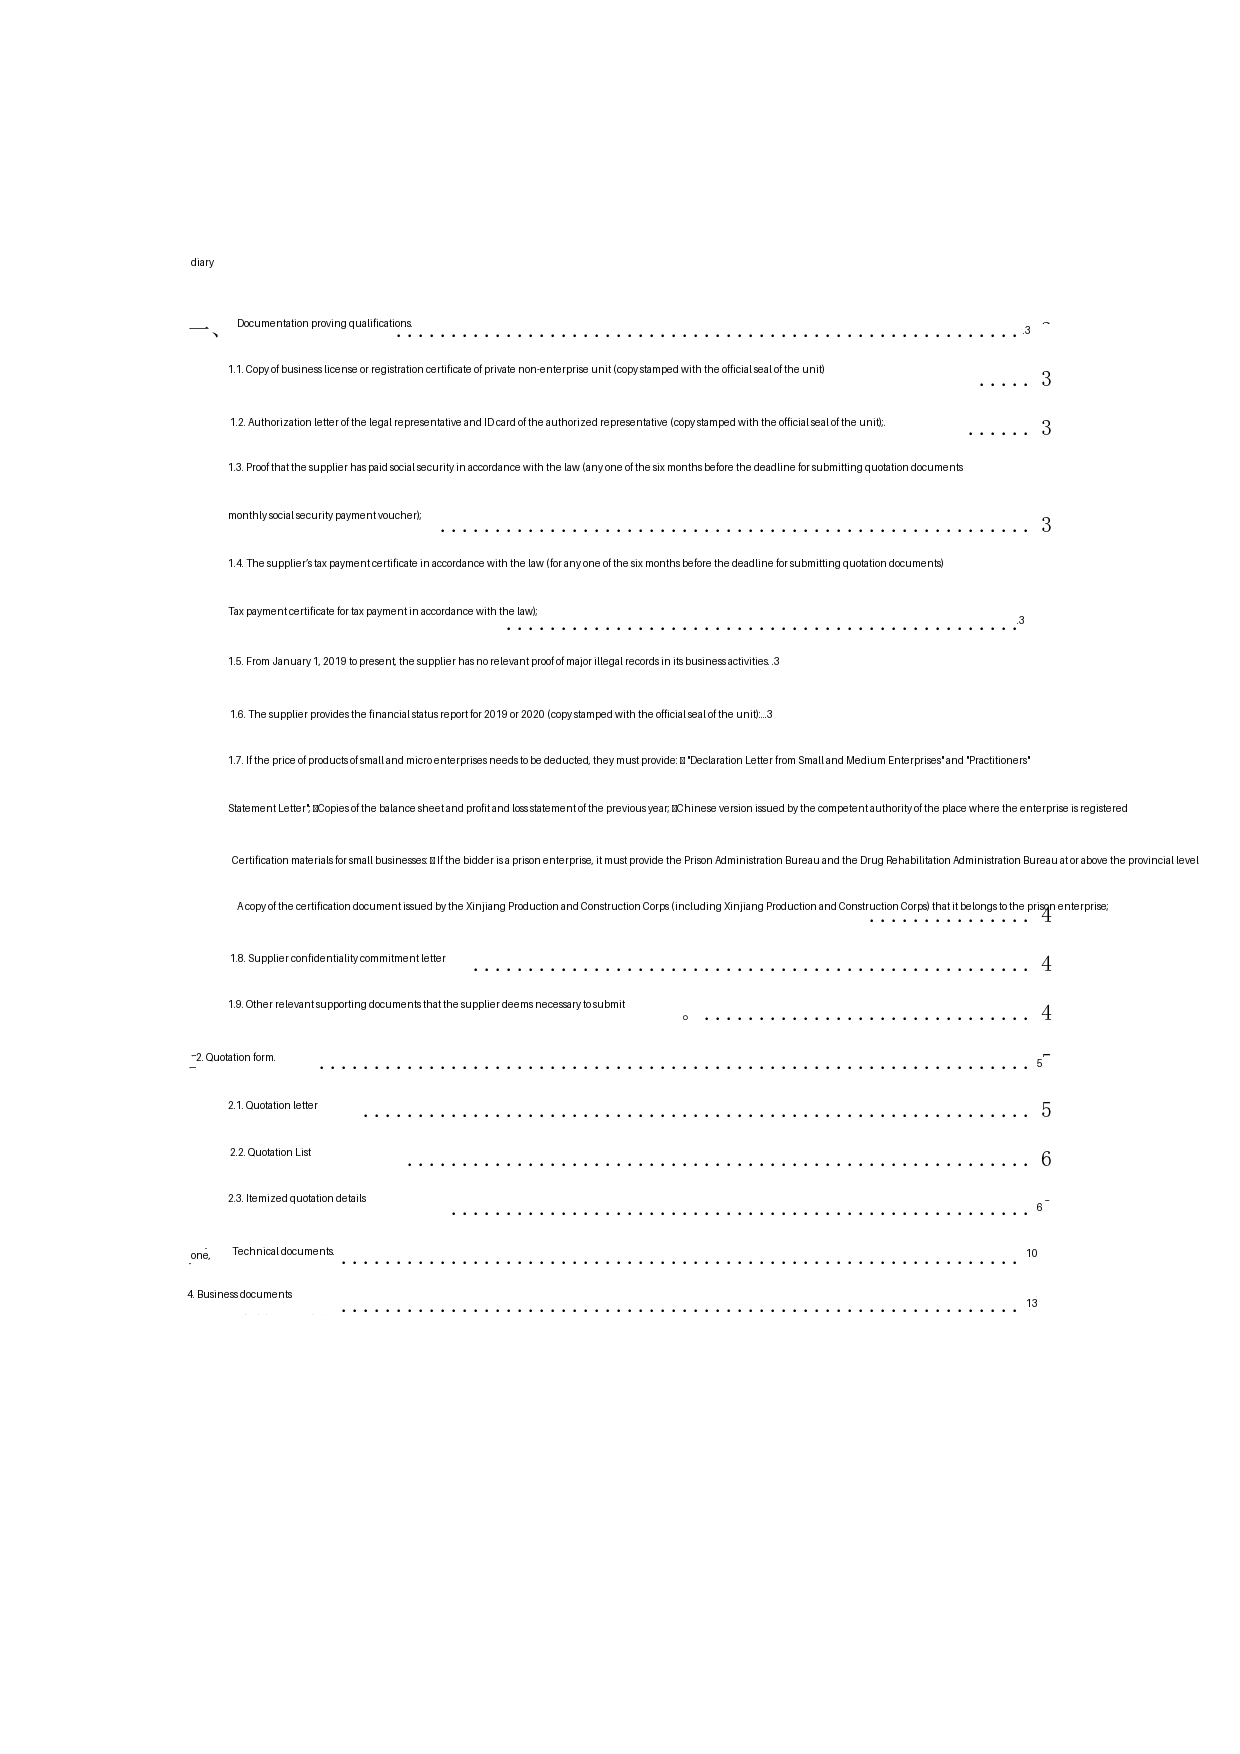 diary
一、 Documentation proving qualifications. .3
1.1. Copy of business license or registration certificate of private non-enterprise unit (copy stamped with the official seal of the unit) ..... 3
1.2. Authorization letter of the legal representative and ID card of the authorized representative (copy stamped with the official seal of the unit);. ...... 3
1.3. Proof that the supplier has paid social security in accordance with the law (any one of the six months before the deadline for submitting quotation documents
monthly social security payment voucher); ...................................................... 3
1.4. The supplier's tax payment certificate in accordance with the law (for any one of the six months before the deadline for submitting quotation documents)
Tax payment certificate for tax payment in accordance with the law); ............................................... .3
1.5. From January 1, 2019 to present, the supplier has no relevant proof of major illegal records in its business activities. .3
1.6. The supplier provides the financial status report for 2019 or 2020 (copy stamped with the official seal of the unit):...3
1.7. If the price of products of small and micro enterprises needs to be deducted, they must provide: "Declaration Letter from Small and Medium Enterprises" and "Practitioners"
Statement Letter"; Copies of the balance sheet and profit and loss statement of the previous year; Chinese version issued by the competent authority of the place where the enterprise is registered
Certification materials for small businesses: If the bidder is a prison enterprise, it must provide the Prison Administration Bureau and the Drug Rehabilitation Administration Bureau at or above the provincial level
A copy of the certification document issued by the Xinjiang Production and Construction Corps (including Xinjiang Production and Construction Corps) that it belongs to the prison enterprise; ............... 4
1.8. Supplier confidentiality commitment letter ................................................... 4
1.9. Other relevant supporting documents that the supplier deems necessary to submit 。 .............................. 4
2. Quotation form. ................................................................. 5
2.1. Quotation letter ............................................................. 5
2.2. Quotation List ......................................................... 6
2.3. Itemized quotation details ..................................................... 6
one, Technical documents. .............................................................. 10
4. Business documents .............................................................. 13